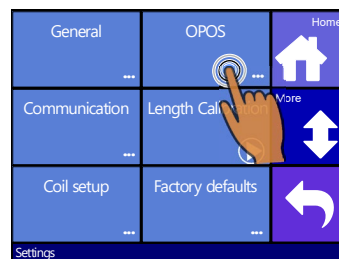 General
OPOS
Home
Communication
Length Calibration
More
Coil setup
Factory defaults
Settings